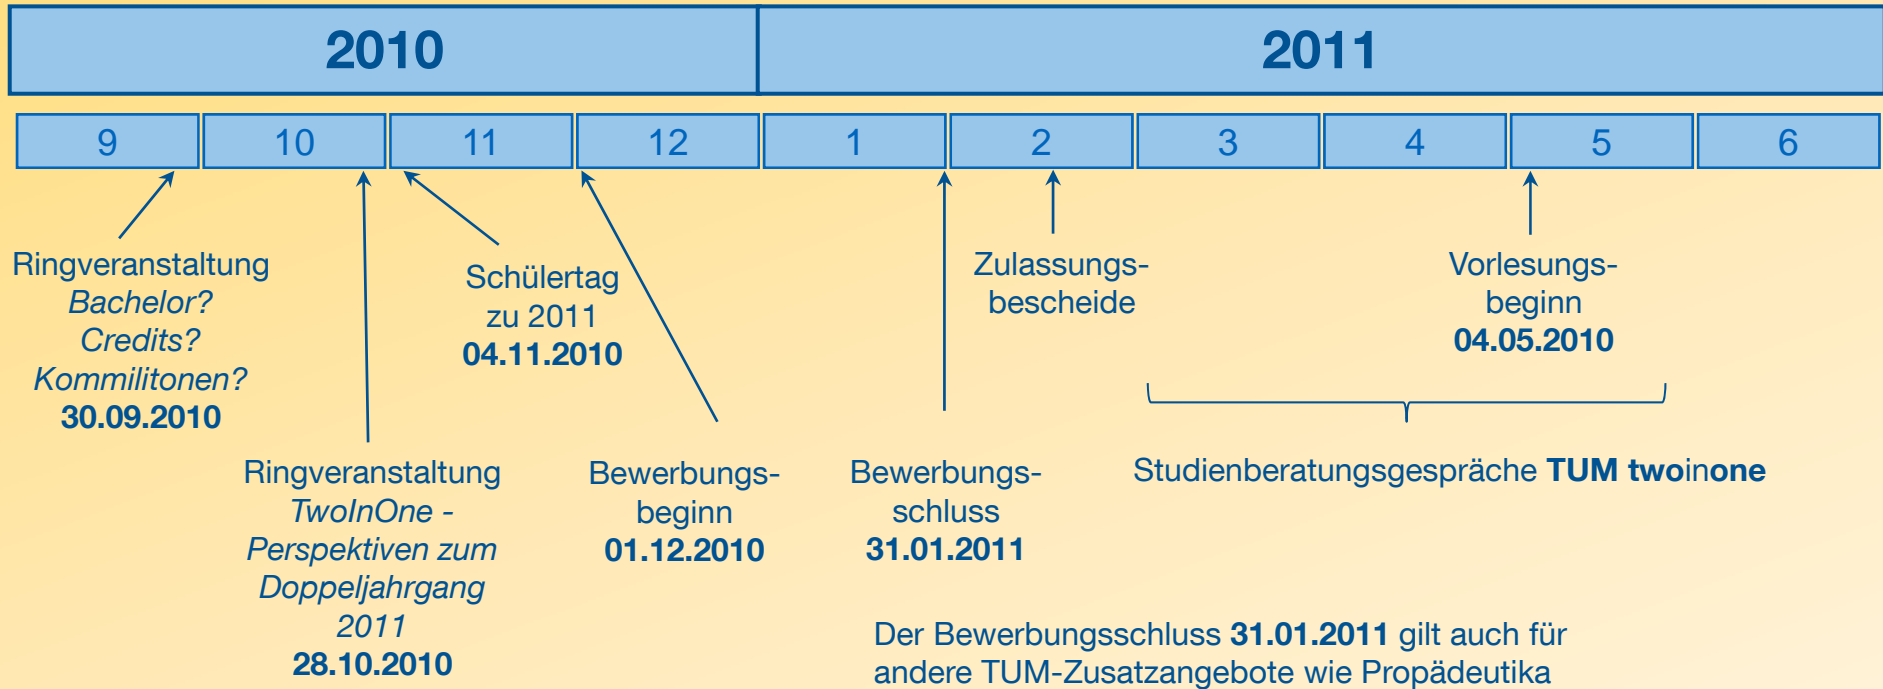 2010
2011
9
10
11
12
1
2
3
4
5
6
Ringveranstaltung
Bachelor?
Credits?
Kommilitonen?
30.09.2010
Schülertag
zu 2011
04.11.2010
Zulassungs-
bescheide
Vorlesungs-
beginn
04.05.2010
Ringveranstaltung
TwoInOne -
Perspektiven zum
Doppeljahrgang
2011
28.10.2010
Bewerbungs-
beginn
01.12.2010
Bewerbungs-
schluss
31.01.2011
Studienberatungsgespräche TUM twoinone
Der Bewerbungsschluss 31.01.2011 gilt auch für
andere TUM-Zusatzangebote wie Propädeutika